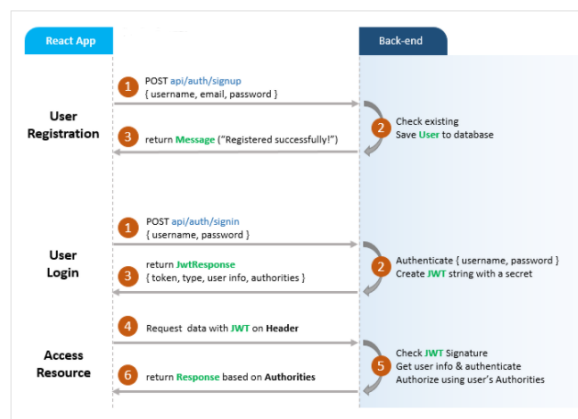 React App
Back-end
User
Registration
1
POST api/auth/signup
{ username, email, password }
2
Check existing
Save User to database
3
return Message ("Registered successfully!")
User
Login
1
POST api/auth/signin
{ username, password }
2
Authenticate { username, password }
Create JWT string with a secret
3
return JwtResponse
{ token, type, user info, authorities }
Access
Resource
4
Request data with JWT on Header
5
Check JWT Signature
Get user info & authenticate
Authorize using user's Authorities
6
return Response based on Authorities